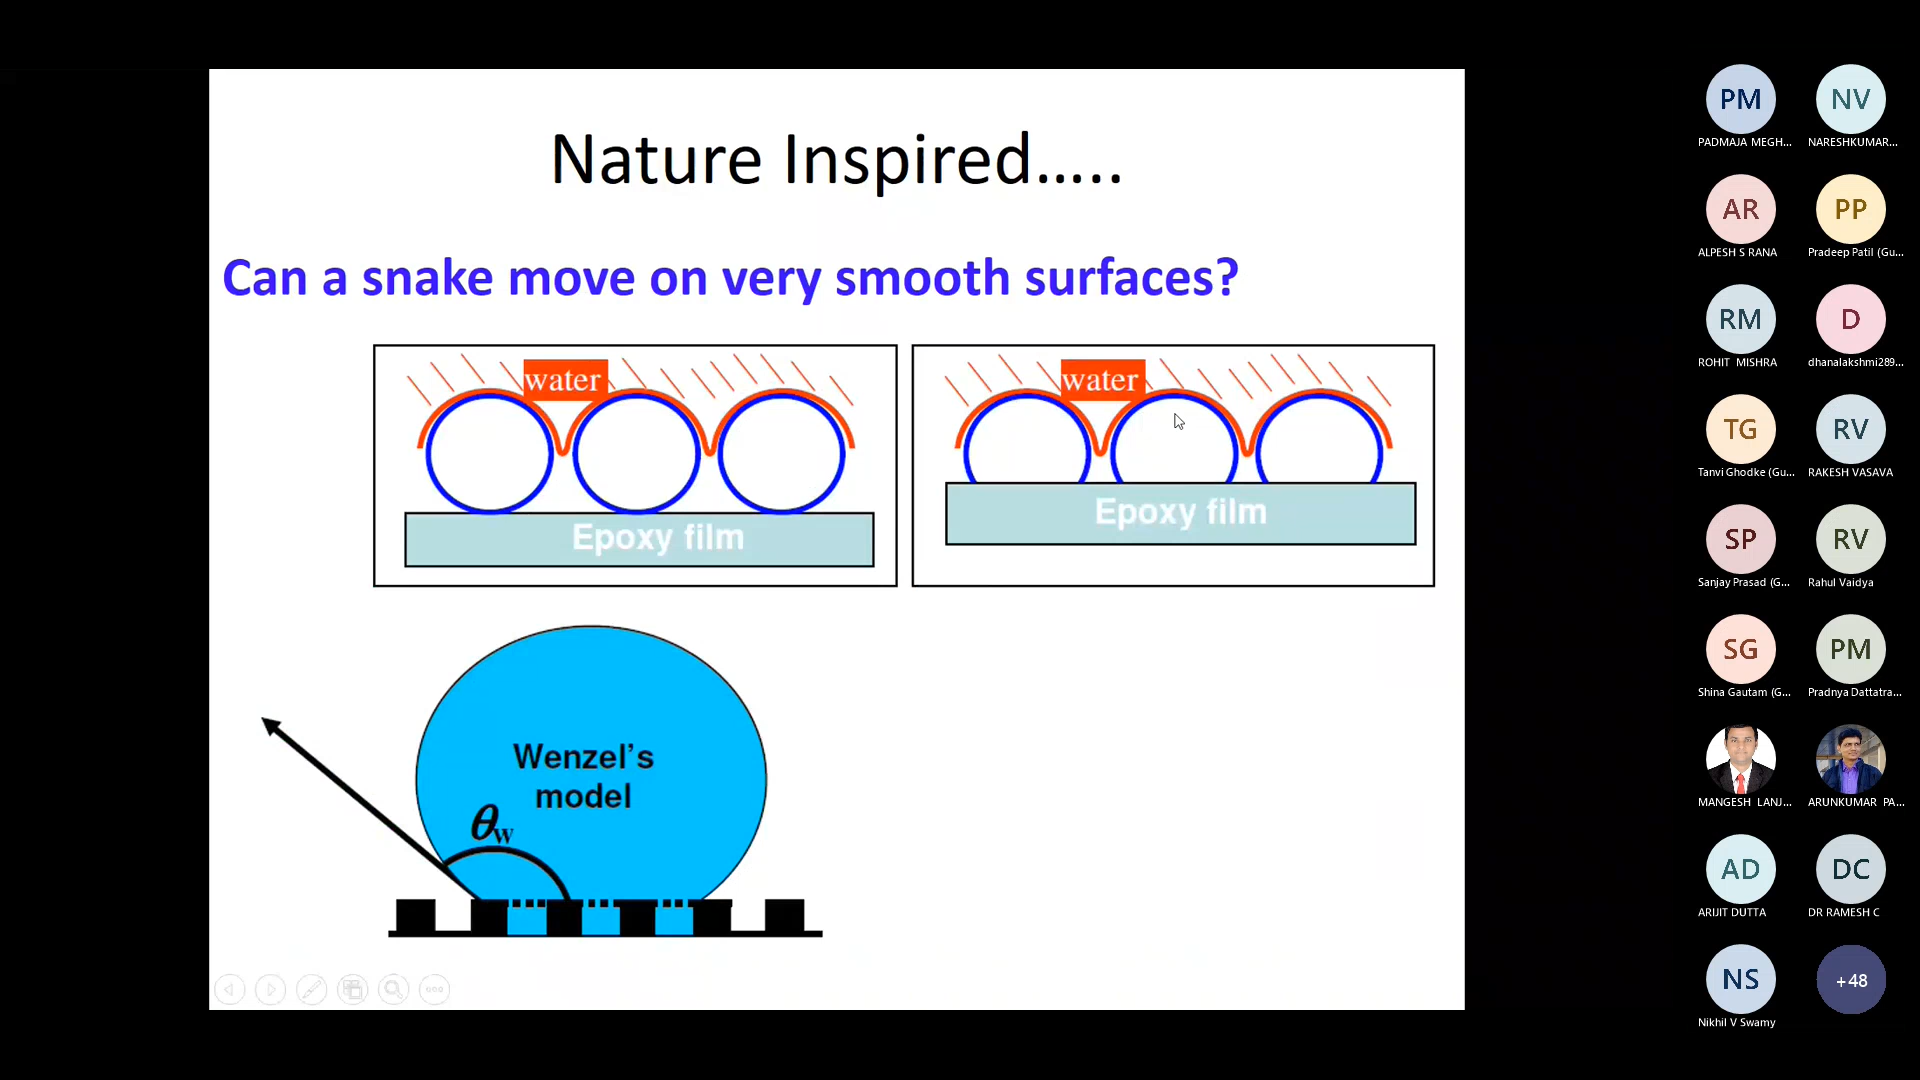 Nature Inspired.....
Can a snake move on very smooth surfaces?
water
Epoxy film
water
Epoxy film
Wenzel's
model
θw
PM
PADMAJA MEGH...
NV
NARESHKUMAR...
AR
ALPESH S RANA
PP
Pradeep Patil (Gu...
RM
ROHIT MISHRA
D
dhanalakshmi289...
TG
Tanvi Ghodke (Gu...
RV
RAKESH VASAVA
SP
Sanjay Prasad (G...
RV
Rahul Vaidya
SG
Shina Gautam (G...
PM
Pradnya Dattatra...
MANGESH LANJ...
ARUNKUMAR PA...
AD
ARIJIT DUTTA
DC
DR RAMESH C
NS
Nikhil V Swamy
+48